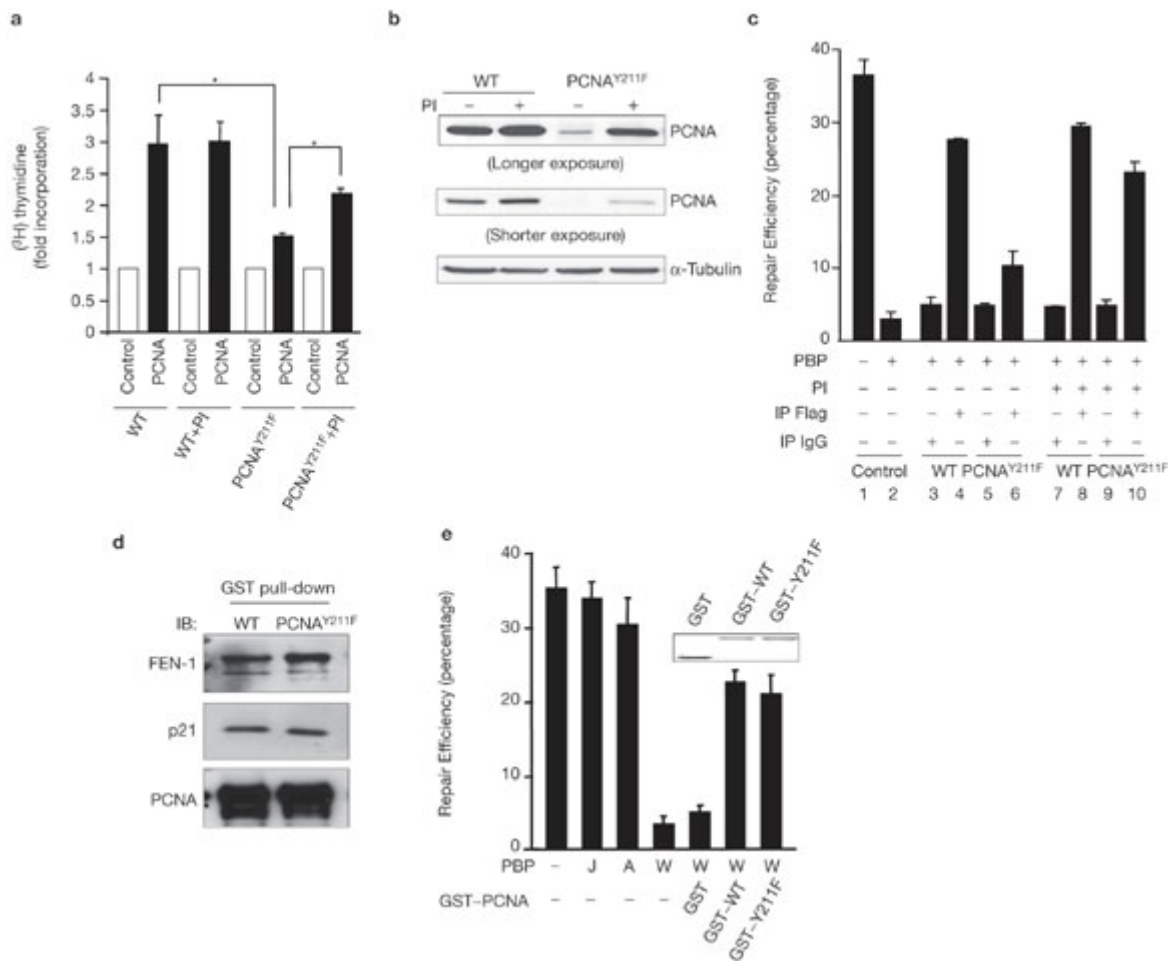 a
4
3.5
3
2.5
2
1.5
1
0.5
0
(³H) thymidine
(fold incorporation)
*
*
Control
PCNA
Control
PCNA
Control
PCNA
Control
PCNA
WT
WT+PI
PCNAY211F
PCNAY211F+PI
b
WT PCNAY211F
PI – + – +
PCNA
(Longer exposure)
PCNA
(Shorter exposure)
α-Tubulin
c
40
30
20
10
0
Repair Efficiency (percentage)
PBP – + + + + + + + + +
PI – – – – – – + + + +
IP Flag – – – + – + – + – +
IP IgG – – + – + – + – + –
Control WT PCNAY211F WT PCNAY211F
1 2 3 4 5 6 7 8 9 10
d
GST pull-down
IB: WT PCNAY211F
FEN-1
p21
PCNA
e
40
30
20
10
0
Repair Efficiency (percentage)
GST
GST–WT
GST–Y211F
PBP – J A W W W W
GST–PCNA – – – – GST GST–WT GST–Y211F